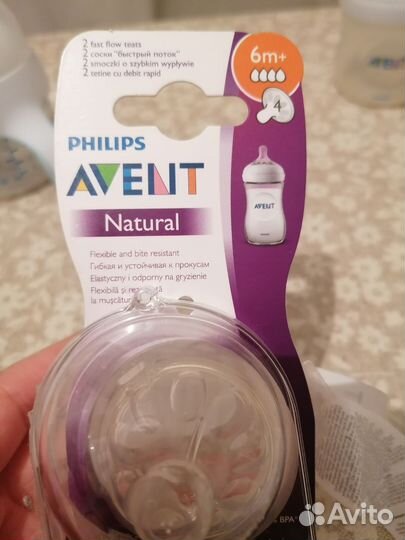 2 fast flow teats
2 соски "быстрый поток"
2 smoczki o szybkim wypływie
2 tetine cu debit rapid
6m+
4
PHILIPS
AVENT
Natural
AVENT
Flexible and bite resistant
Гибкая и устойчивая к прокусам
Elastyczny i odporny na gryzienie
Flexibilă și
la mușcătur
BPA
Avito